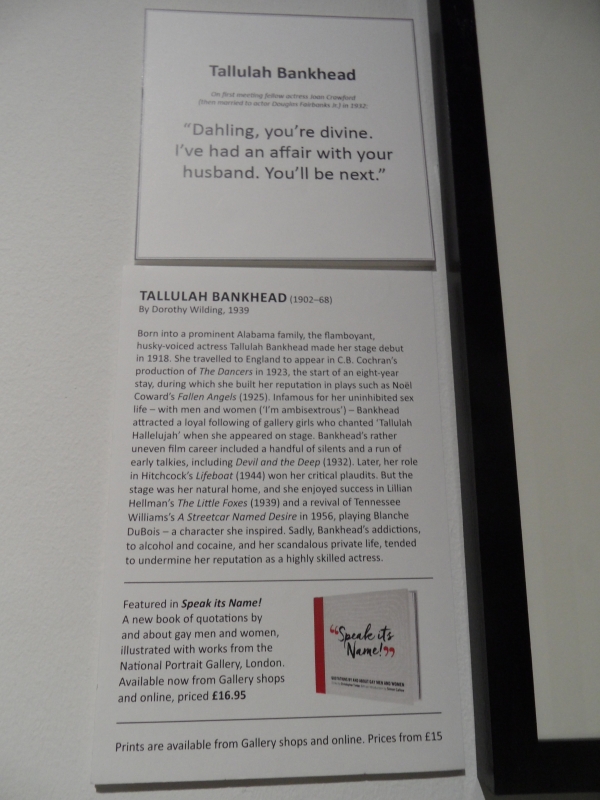 Tallulah Bankhead
On first meeting fellow actress Joan Crawford
(then married to actor Douglas Fairbanks Jr.) in 1932:
“Dahling, you’re divine.
I’ve had an affair with your
husband. You’ll be next.”
TALLULAH BANKHEAD (1902–68)
By Dorothy Wilding, 1939
Born into a prominent Alabama family, the flamboyant,
husky-voiced actress Tallulah Bankhead made her stage debut
in 1918. She travelled to England to appear in C.B. Cochran’s
production of The Dancers in 1923, the start of an eight-year
stay, during which she built her reputation in plays such as Noël
Coward’s Fallen Angels (1925). Infamous for her uninhibited sex
life – with men and women (‘I’m ambisextrous’) – Bankhead
attracted a loyal following of gallery girls who chanted ‘Tallulah
Hallelujah’ when she appeared on stage. Bankhead’s rather
uneven film career included a handful of silents and a run of
early talkies, including Devil and the Deep (1932). Later, her role
in Hitchcock’s Lifeboat (1944) won her critical plaudits. But the
stage was her natural home, and she enjoyed success in Lillian
Hellman’s The Little Foxes (1939) and a revival of Tennessee
Williams’s A Streetcar Named Desire in 1956, playing Blanche
DuBois – a character she inspired. Sadly, Bankhead’s addictions,
to alcohol and cocaine, and her scandalous private life, tended
to undermine her reputation as a highly skilled actress.
Featured in Speak its Name!
A new book of quotations by
and about gay men and women,
illustrated with works from the
National Portrait Gallery, London.
Available now from Gallery shops
and online, priced £16.95
“Speak its
Name!”
QUOTATIONS BY AND ABOUT GAY MEN AND WOMEN
Prints are available from Gallery shops and online. Prices from £15